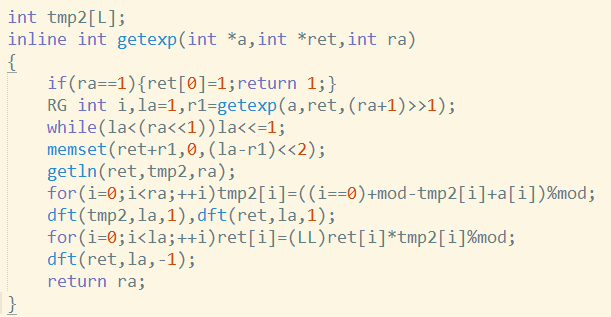 int tmp2[L];
inline int getexp(int *a,int *ret,int ra)
{
    if(ra==1){ret[0]=1;return 1;}
    RG int i,la=1,r1=getexp(a,ret,(ra+1)>>1);
    while(la<(ra<<1))la<<=1;
    memset(ret+r1,0,(la-r1)<<2);
    getln(ret,tmp2,ra);
    for(i=0;i<ra;++i)tmp2[i]=((i==0)+mod-tmp2[i]+a[i])%mod;
    dft(tmp2,la,1),dft(ret,la,1);
    for(i=0;i<la;++i)ret[i]=(LL)ret[i]*tmp2[i]%mod;
    dft(ret,la,-1);
    return ra;
}